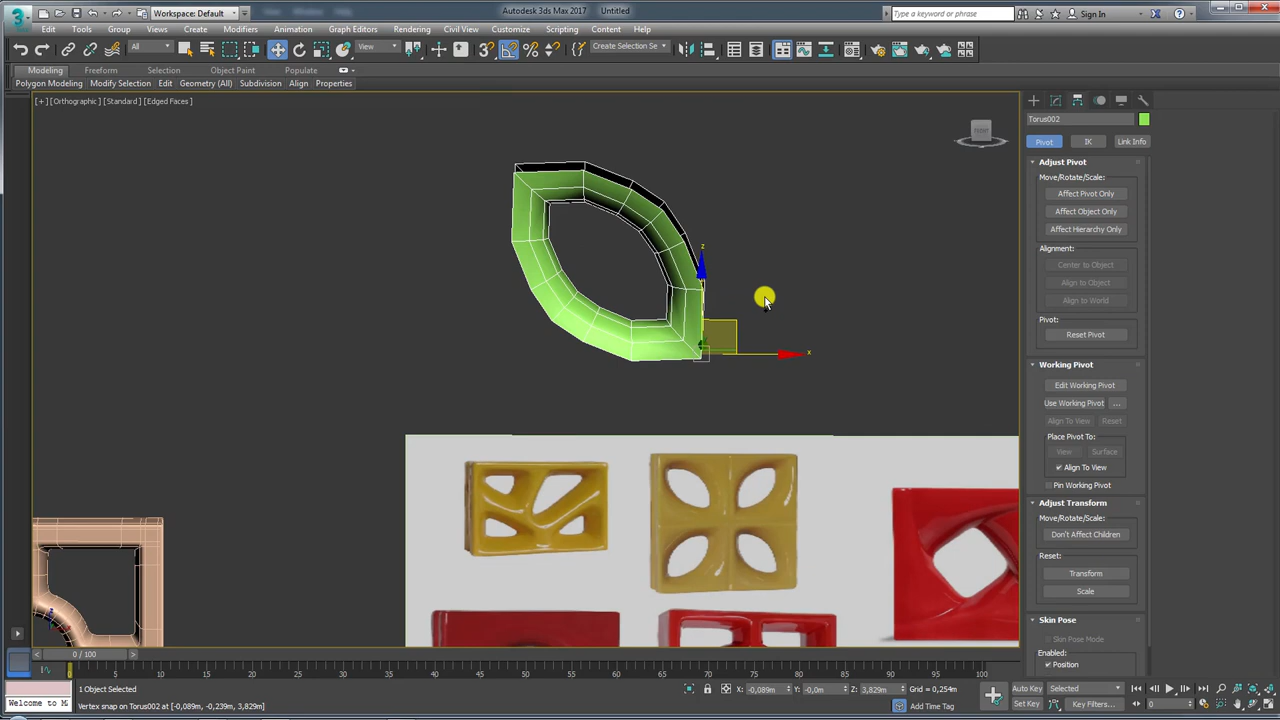 Workspace: Default
Autodesk 3ds Max 2017    Untitled
Type a keyword or phrase
Sign In
Edit Tools Group Views Create Modifiers Animation Graph Editors Rendering Civil View Customize Scripting Content Help
All
View
Create Selection Se
Modeling Freeform Selection Object Paint Populate
Polygon Modeling Modify Selection Edit Geometry (All) Subdivision Align Properties
[+] [Orthographic] [Standard] [Edged Faces]
Torus002
Pivot IK Link Info
Adjust Pivot
Move/Rotate/Scale:
Affect Pivot Only
Affect Object Only
Affect Hierarchy Only
Alignment:
Center to Object
Align to Object
Align to World
Pivot:
Reset Pivot
Working Pivot
Edit Working Pivot
Use Working Pivot ...
Align To View Reset
Place Pivot To:
View Surface
Align To View
Pin Working Pivot
Adjust Transform
Move/Rotate/Scale:
Don't Affect Children
Reset:
Transform
Scale
Skin Pose
Skin Pose Mode
Enabled:
Position
z
x
0 / 100
0 5 10 15 20 25 30 35 40 45 50 55 60 65 70 75 80 85 90 95 100
1 Object Selected
X: -0,089m Y: -0,0m Z: 3,829m Grid = 0,254m
Auto Key Selected
Welcome to M
Vertex snap on Torus002 at [-0,089m, -0,239m, 3,829m]
Add Time Tag
Set Key Key Filters... 0